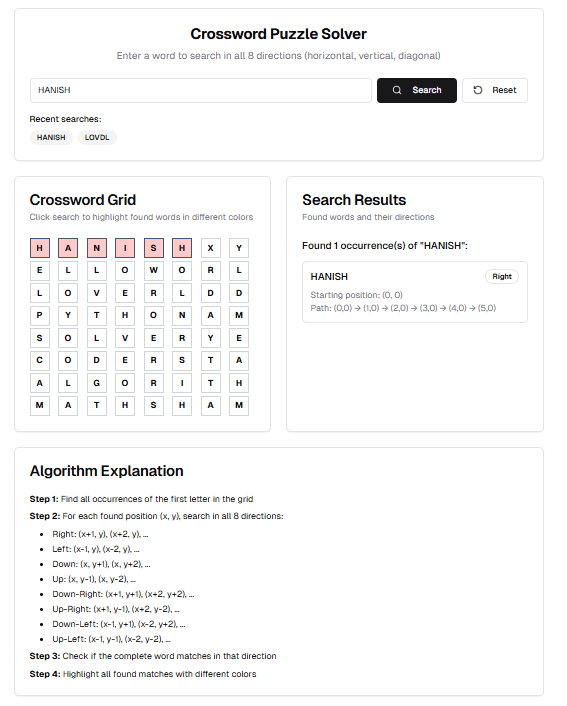 Crossword Puzzle Solver
Enter a word to search in all 8 directions (horizontal, vertical, diagonal)
HANISH
Search
Reset
Recent searches:
HANISH LOVDL
Crossword Grid
Click search to highlight found words in different colors
H A N I S H X Y
E L L O W O R L
L O V E R L D D
P Y T H O N A M
S O L V E R Y E
C O D E R S T A
A L G O R I T H
M A T H S H A M
Search Results
Found words and their directions
Found 1 occurrence(s) of "HANISH":
HANISH
Right
Starting position: (0, 0)
Path: (0,0) → (1,0) → (2,0) → (3,0) → (4,0) → (5,0)
Algorithm Explanation
Step 1: Find all occurrences of the first letter in the grid
Step 2: For each found position (x, y), search in all 8 directions:
• Right: (x+1, y), (x+2, y), ...
• Left: (x-1, y), (x-2, y), ...
• Down: (x, y+1), (x, y+2), ...
• Up: (x, y-1), (x, y-2), ...
• Down-Right: (x+1, y+1), (x+2, y+2), ...
• Up-Right: (x+1, y-1), (x+2, y-2), ...
• Down-Left: (x-1, y+1), (x-2, y+2), ...
• Up-Left: (x-1, y-1), (x-2, y-2), ...
Step 3: Check if the complete word matches in that direction
Step 4: Highlight all found matches with different colors